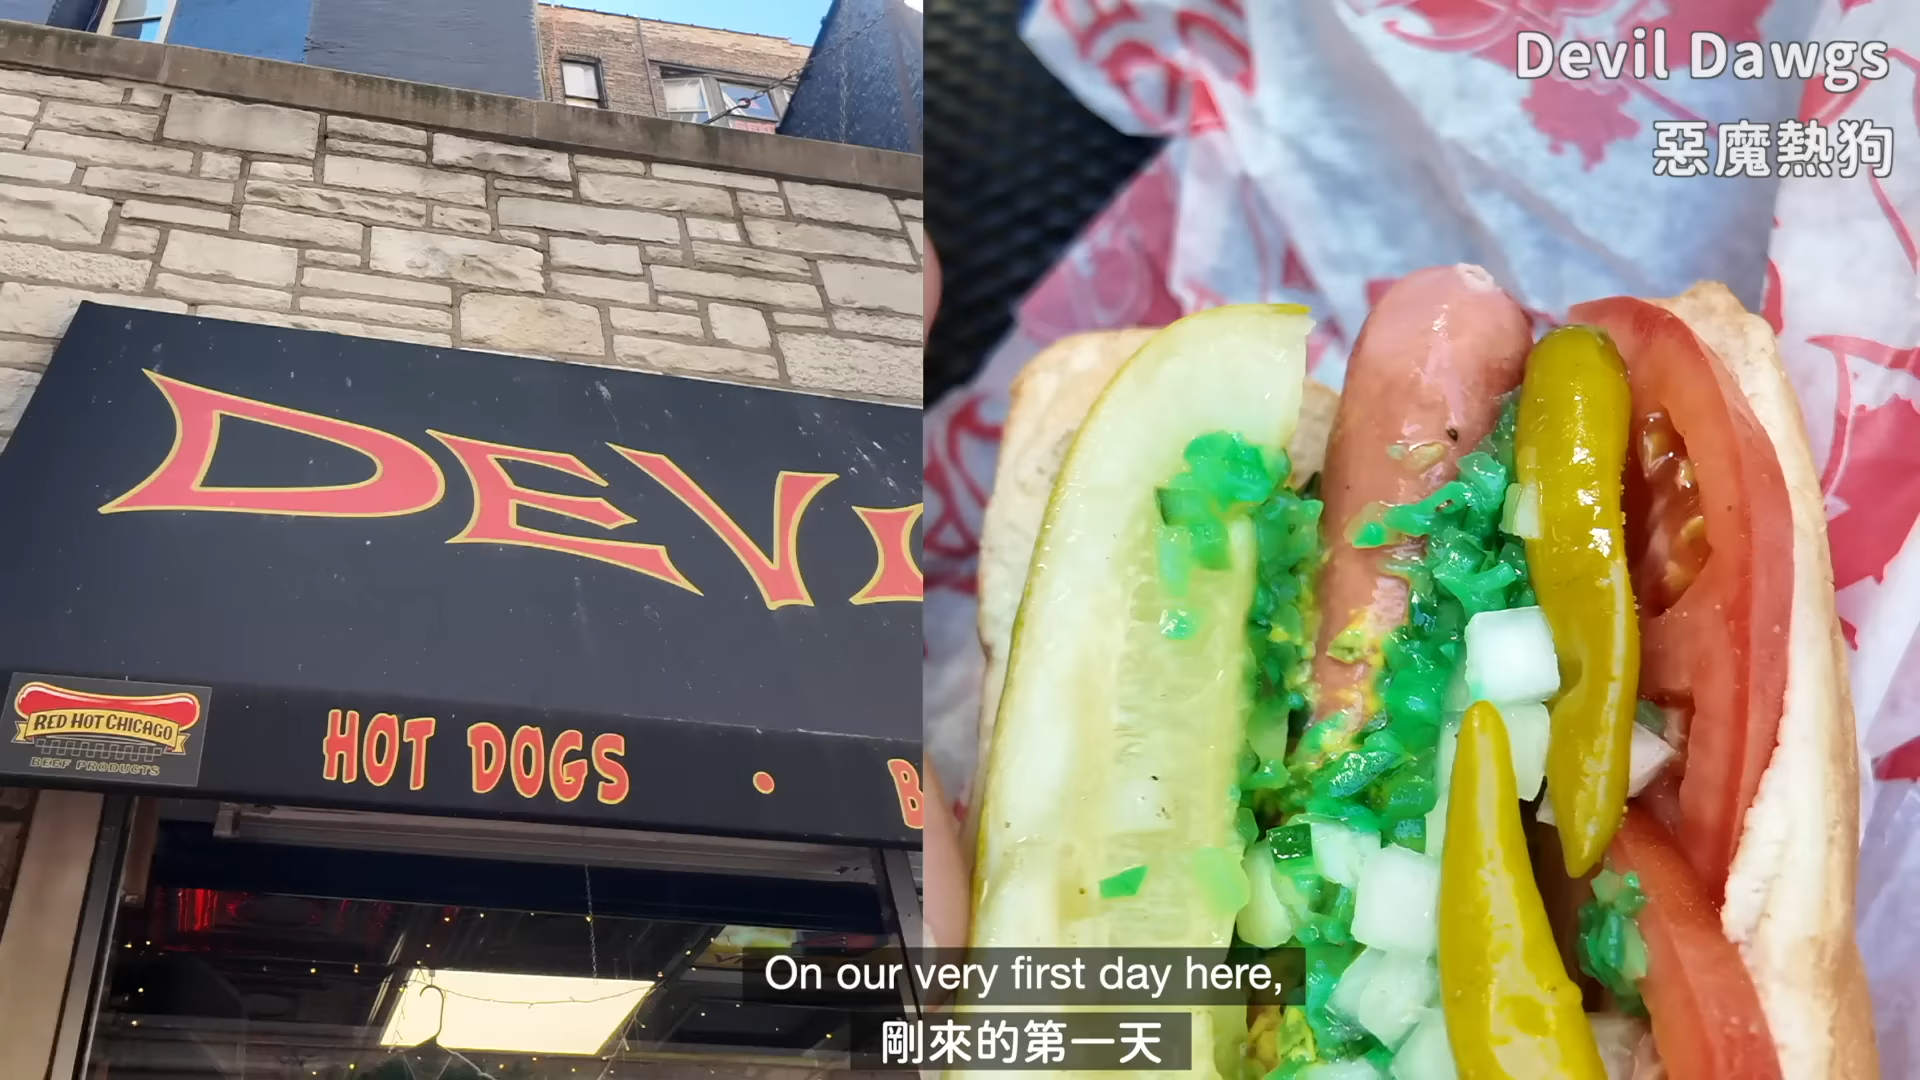 Devil Dawgs
惡魔熱狗
DEVI
RED HOT CHICAGO
BEEF PRODUCTS
HOT DOGS • B
On our very first day here,
剛來的第一天